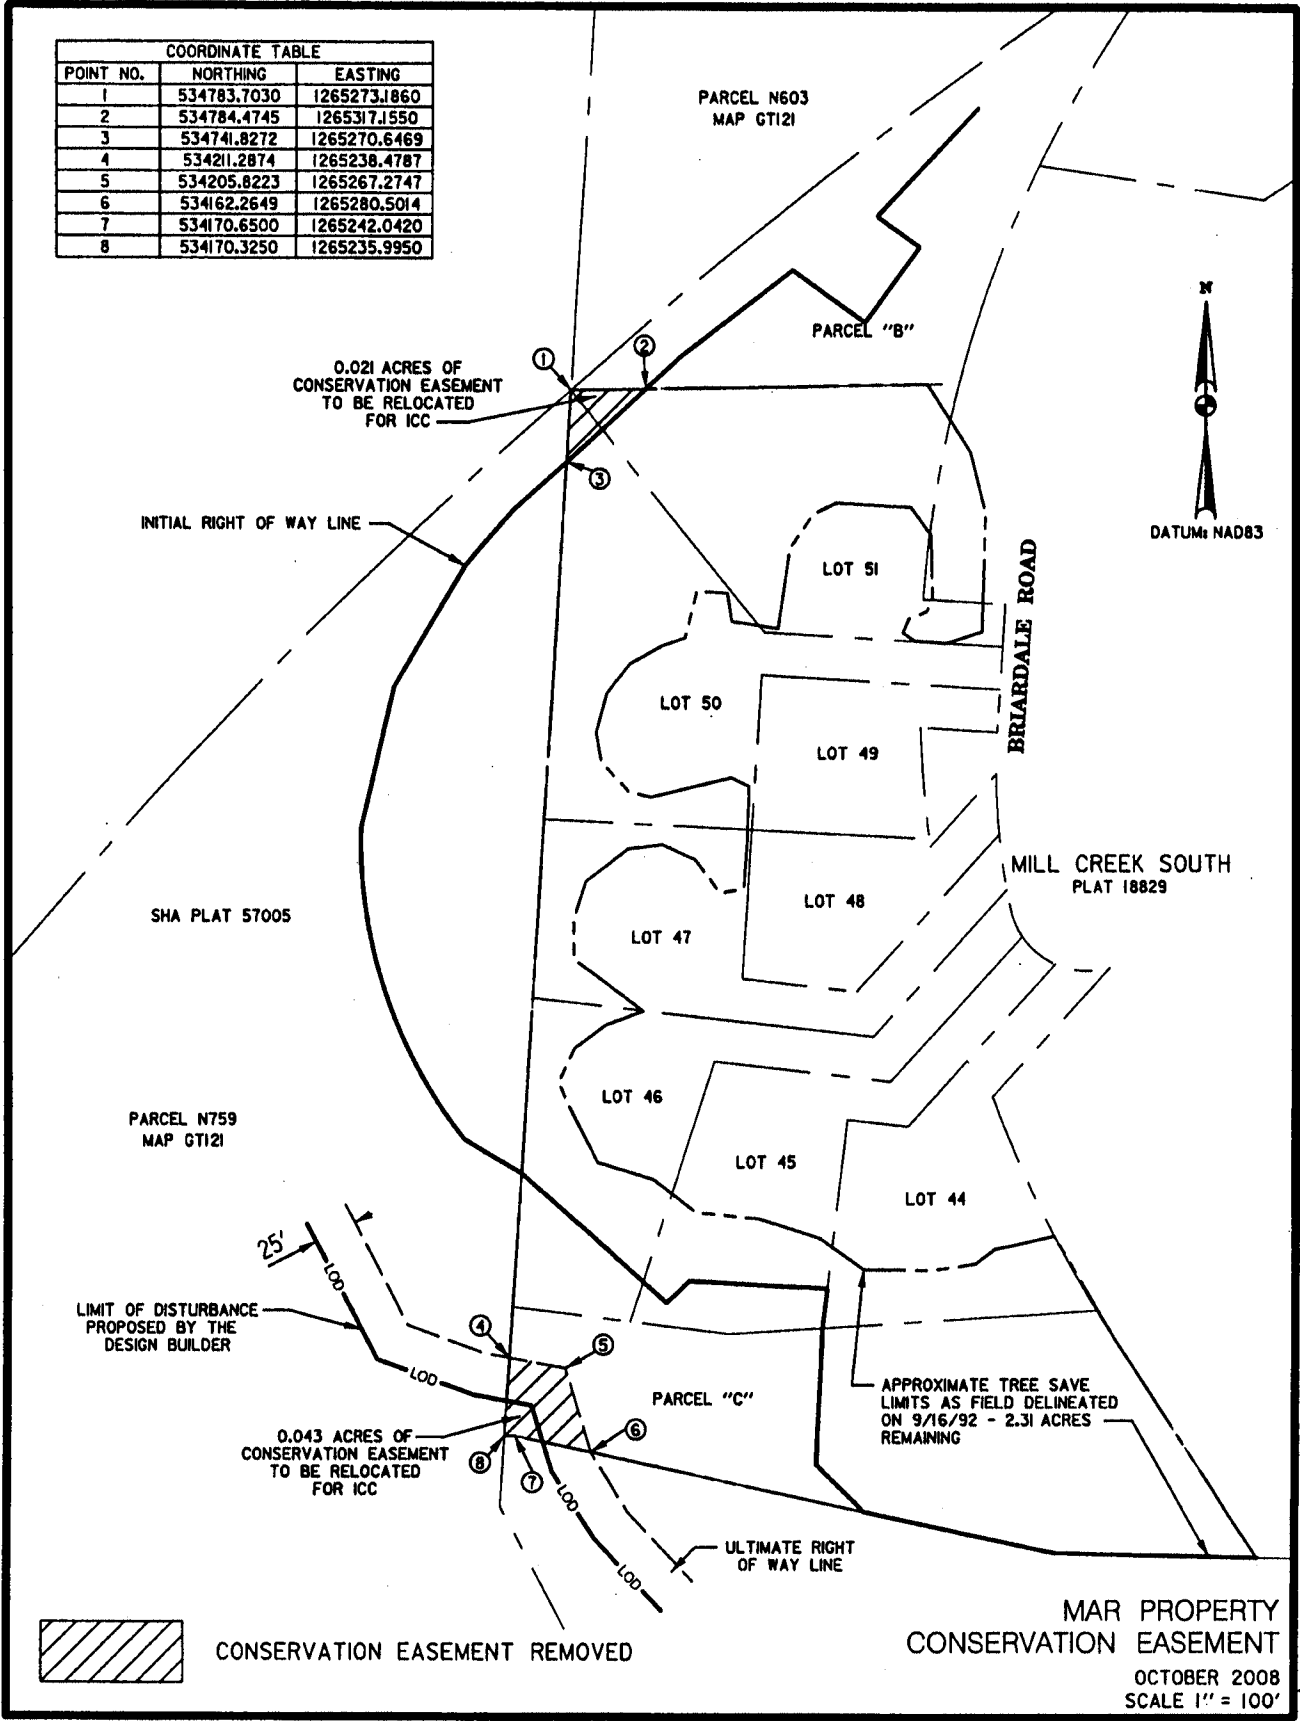 COORDINATE TABLE
POINT NO. NORTHING EASTING
1 534783.7030 1265273.1860
2 534784.4745 1265317.1550
3 534741.8272 1265270.6469
4 534211.2874 1265238.4787
5 534205.8223 1265267.2747
6 534162.2649 1265280.5014
7 534170.6500 1265242.0420
8 534170.3250 1265235.9950
PARCEL N603
MAP GT121
N
PARCEL "B"
1
2
0.021 ACRES OF
CONSERVATION EASEMENT
TO BE RELOCATED
FOR ICC
3
INITIAL RIGHT OF WAY LINE
DATUM: NAD83
LOT 51
BRIARDALE ROAD
LOT 50
LOT 49
MILL CREEK SOUTH
PLAT 18829
LOT 48
SHA PLAT 57005
LOT 47
LOT 46
PARCEL N759
MAP GT121
LOT 45
LOT 44
25'
LOD
LIMIT OF DISTURBANCE
PROPOSED BY THE
DESIGN BUILDER
4
5
LOD
PARCEL "C"
APPROXIMATE TREE SAVE
LIMITS AS FIELD DELINEATED
ON 9/16/92 - 2.31 ACRES
REMAINING
0.043 ACRES OF
CONSERVATION EASEMENT
TO BE RELOCATED
FOR ICC
6
8
7
LOD
ULTIMATE RIGHT
OF WAY LINE
LOD
CONSERVATION EASEMENT REMOVED
MAR PROPERTY
CONSERVATION EASEMENT
OCTOBER 2008
SCALE 1" = 100'